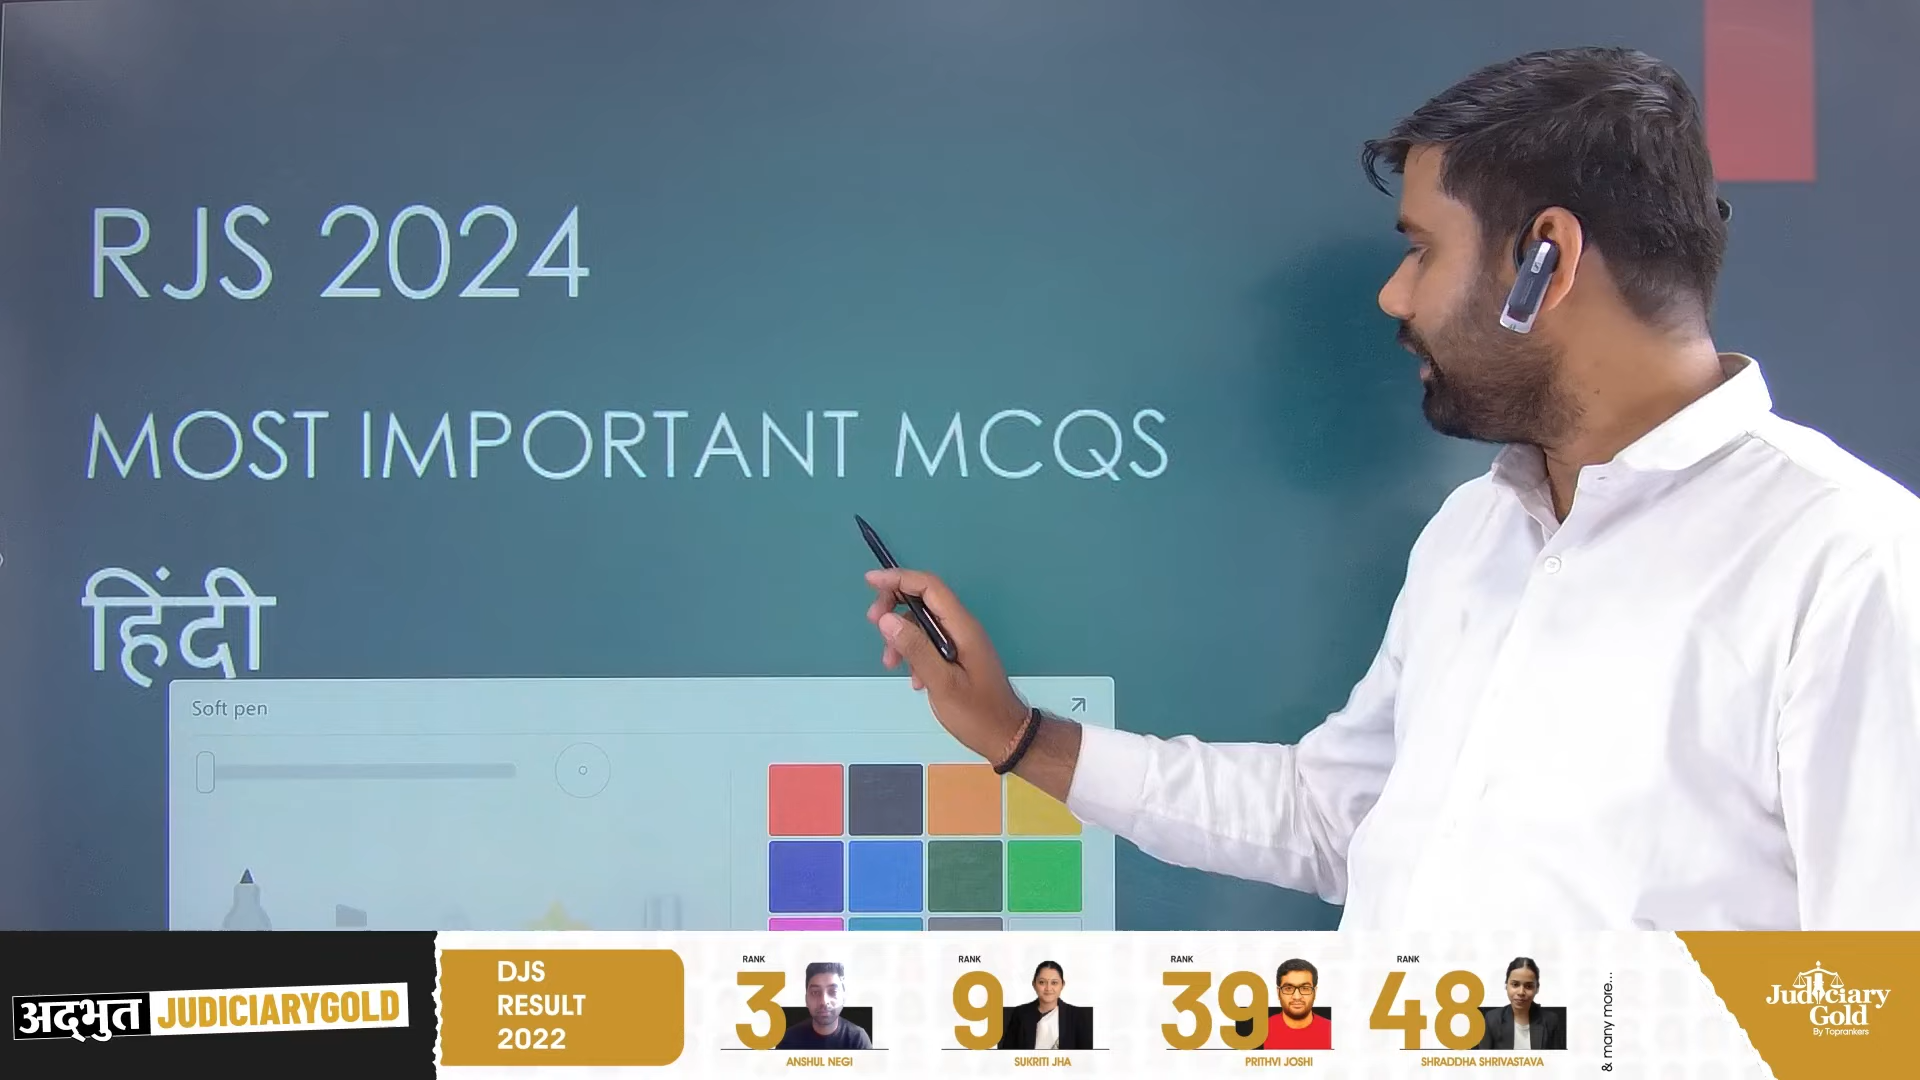 RJS 2024
MOST IMPORTANT MCQS
हिंदी
Soft pen
अद्भुत JUDICIARYGOLD
DJS
RESULT
2022
RANK
3
ANSHUL NEGI
RANK
9
SUKRITI JHA
RANK
39
PRITHVI JOSHI
RANK
48
SHRADDHA SHRIVASTAVA
& many more...
Judiciary
Gold
By Toprankers